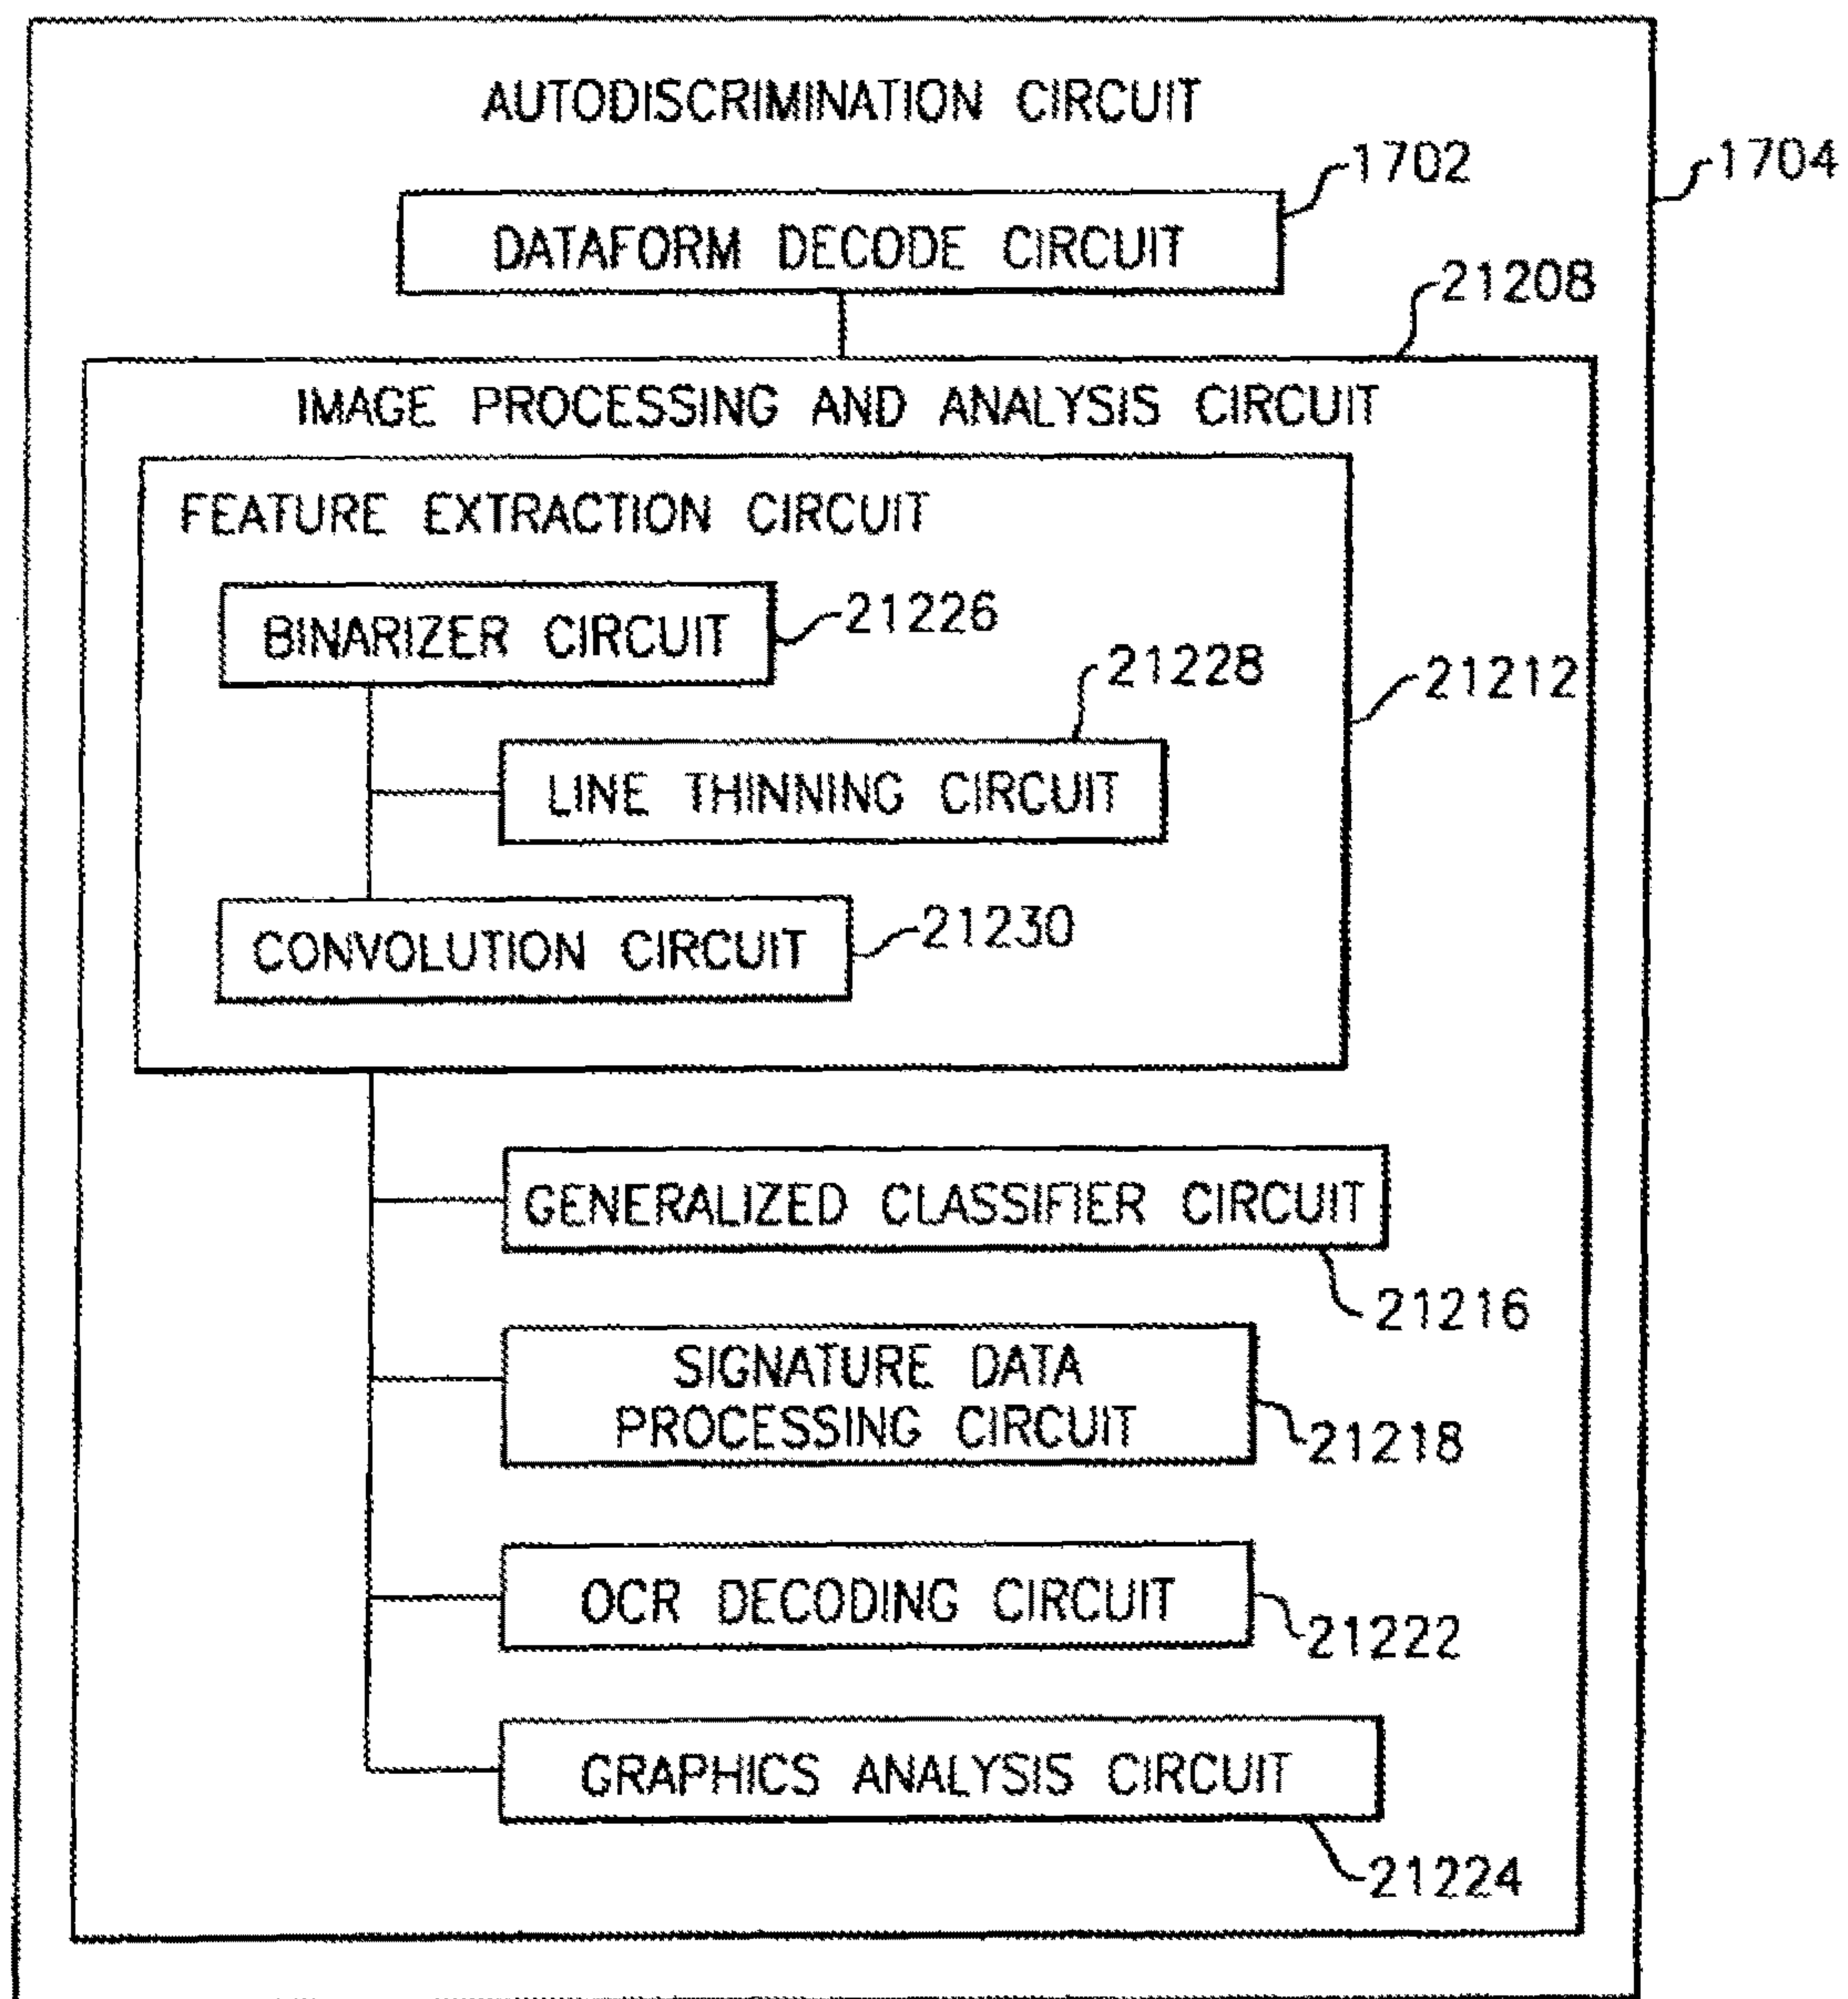 AUTODISCRIMINATION CIRCUIT
1702
1704
DATAFORM DECODE CIRCUIT
21208
IMAGE PROCESSING AND ANALYSIS CIRCUIT
FEATURE EXTRACTION CIRCUIT
BINARIZER CIRCUIT
21226
21228
21212
LINE THINNING CIRCUIT
CONVOLUTION CIRCUIT
21230
GENERALIZED CLASSIFIER CIRCUIT
21216
SIGNATURE DATA
PROCESSING CIRCUIT
21218
OCR DECODING CIRCUIT
21222
GRAPHICS ANALYSIS CIRCUIT
21224